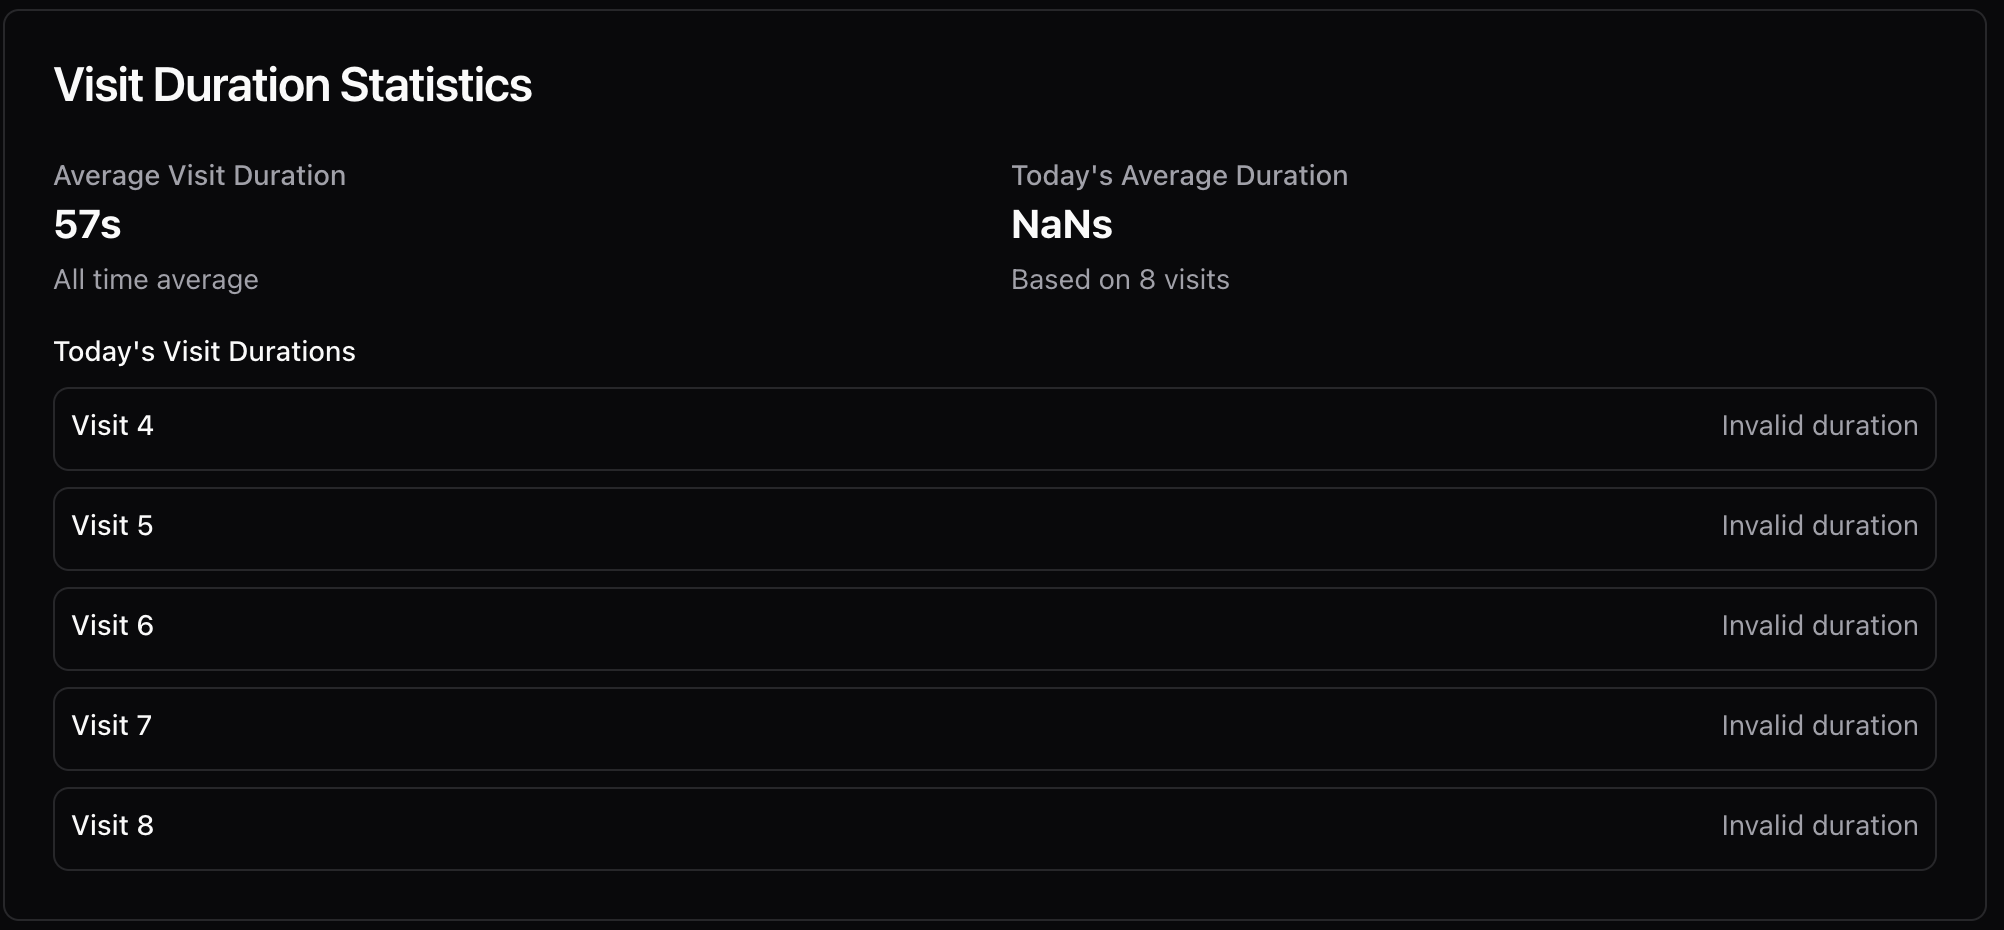 Visit Duration Statistics
Average Visit Duration
57s
All time average
Today's Average Duration
NaNs
Based on 8 visits
Today's Visit Durations
Visit 4 Invalid duration
Visit 5 Invalid duration
Visit 6 Invalid duration
Visit 7 Invalid duration
Visit 8 Invalid duration